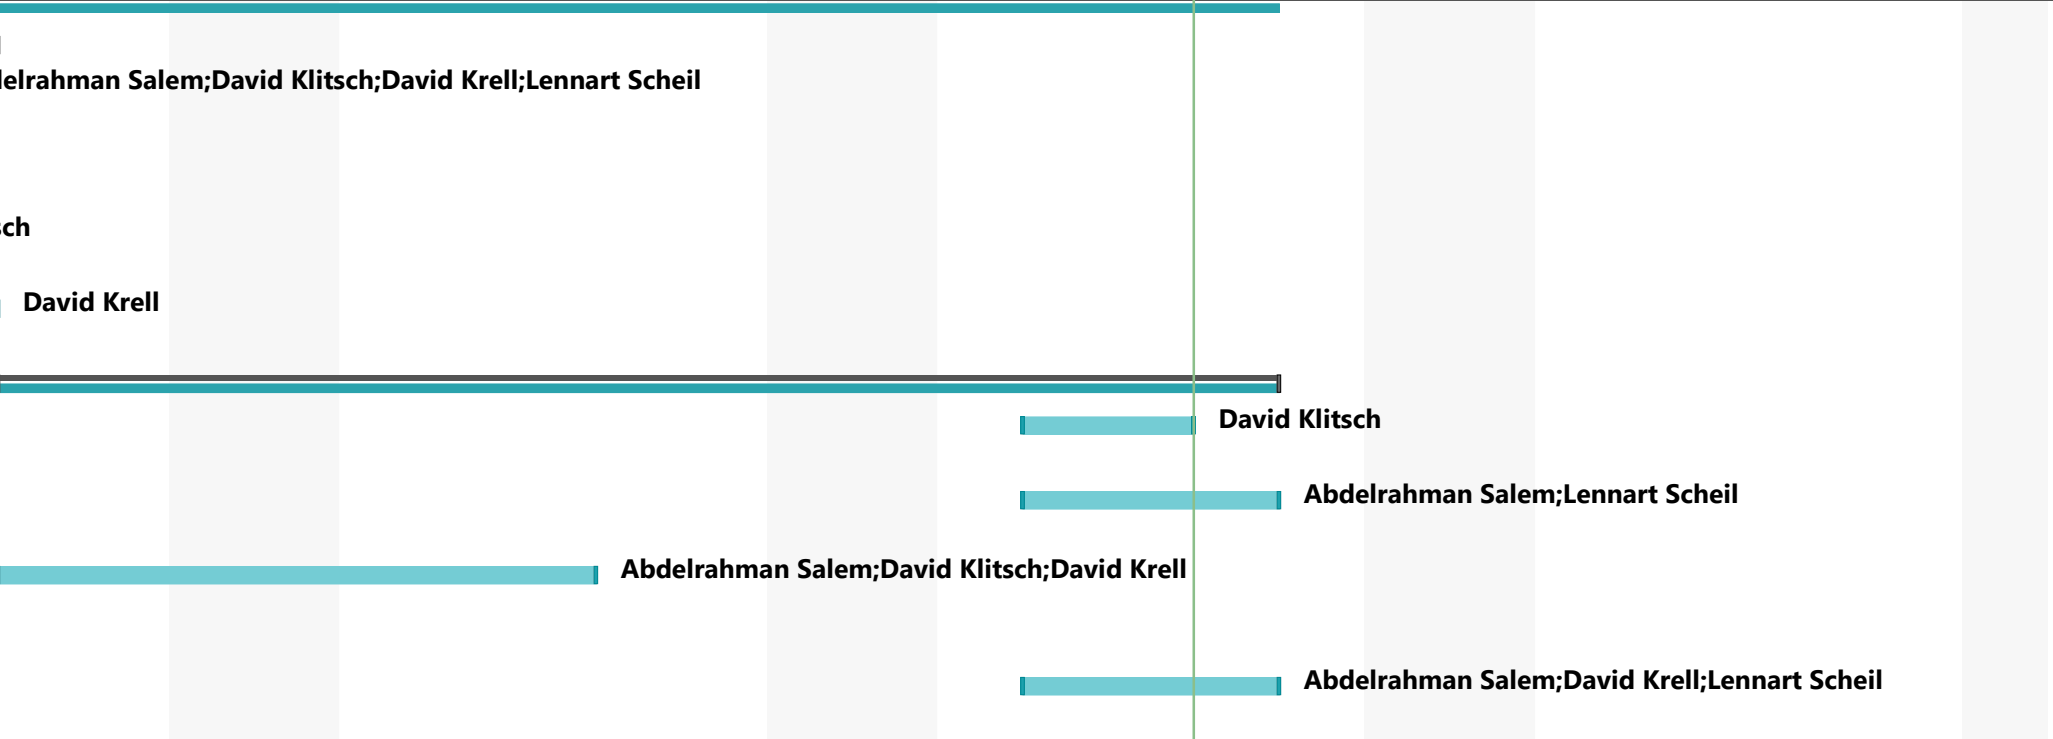 elrahman Salem;David Klitsch;David Krell;Lennart Scheil
sch
David Krell
David Klitsch
Abdelrahman Salem;Lennart Scheil
Abdelrahman Salem;David Klitsch;David Krell
Abdelrahman Salem;David Krell;Lennart Scheil